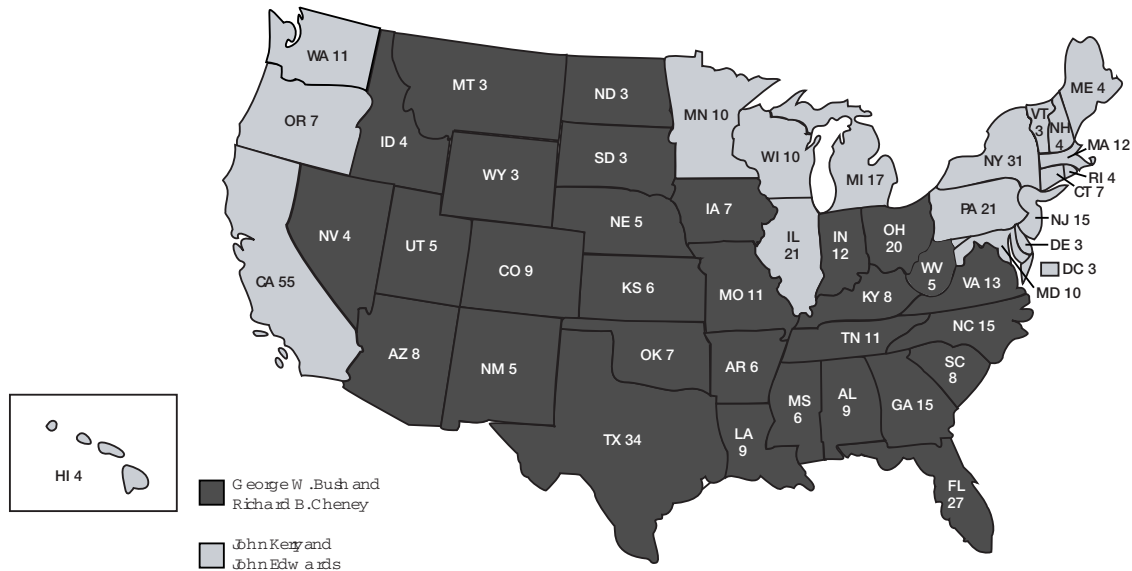 WA 11
OR 7
CA 55
ID 4
NV 4
MT 3
WY 3
UT 5
AZ 8
CO 9
NM 5
ND 3
SD 3
NE 5
KS 6
OK 7
TX 34
MN 10
IA 7
MO 11
AR 6
LA
9
WI 10
IL
21
MI 17
IN
12
OH
20
KY 8
TN 11
MS
6
AL
9
GA 15
FL
27
SC
8
NC 15
VA 13
WV
5
PA 21
NY 31
VT
3
NH
4
ME 4
MA 12
RI 4
CT 7
NJ 15
DE 3
DC 3
MD 10
HI 4
George W. Bush and
Richard B. Cheney
John Kerry and
John Edwards